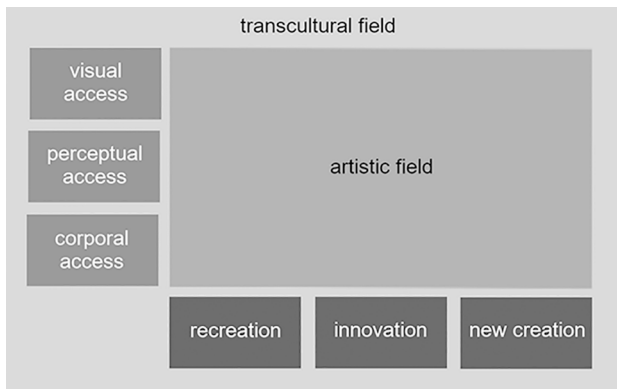 transcultural field
visual
access
perceptual
access
corporal
access
artistic field
recreation
innovation
new creation